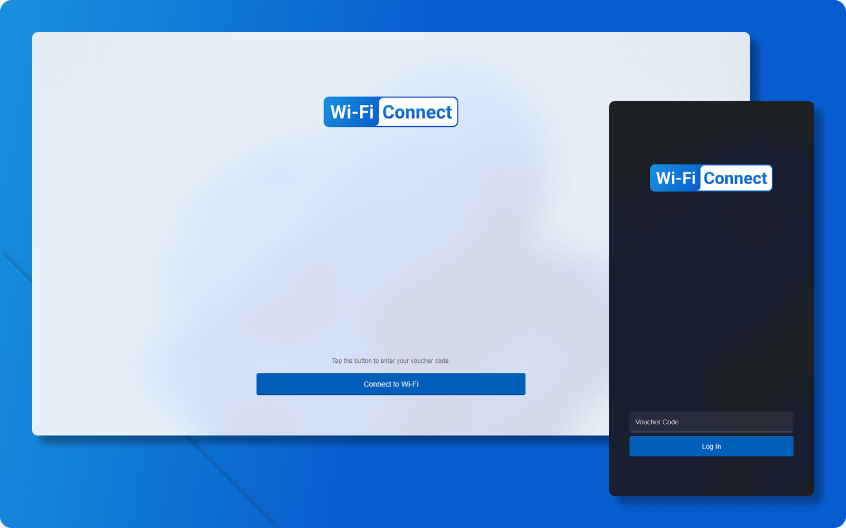 Wi-Fi Connect
Tap the button to enter your voucher code.
Connect to Wi-Fi
Wi-Fi Connect
Voucher Code
Log In